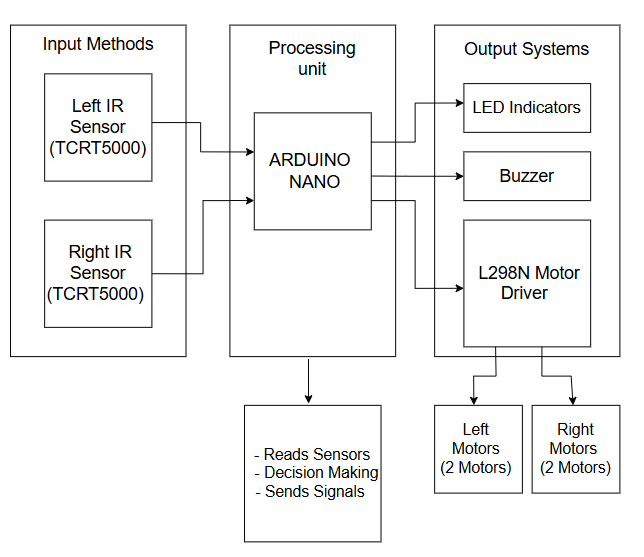 Input Methods
Left IR
Sensor
(TCRT5000)
Right IR
Sensor
(TCRT5000)
Processing
unit
ARDUINO
NANO
- Reads Sensors
- Decision Making
- Sends Signals
Output Systems
LED Indicators
Buzzer
L298N Motor
Driver
Left
Motors
(2 Motors)
Right
Motors
(2 Motors)